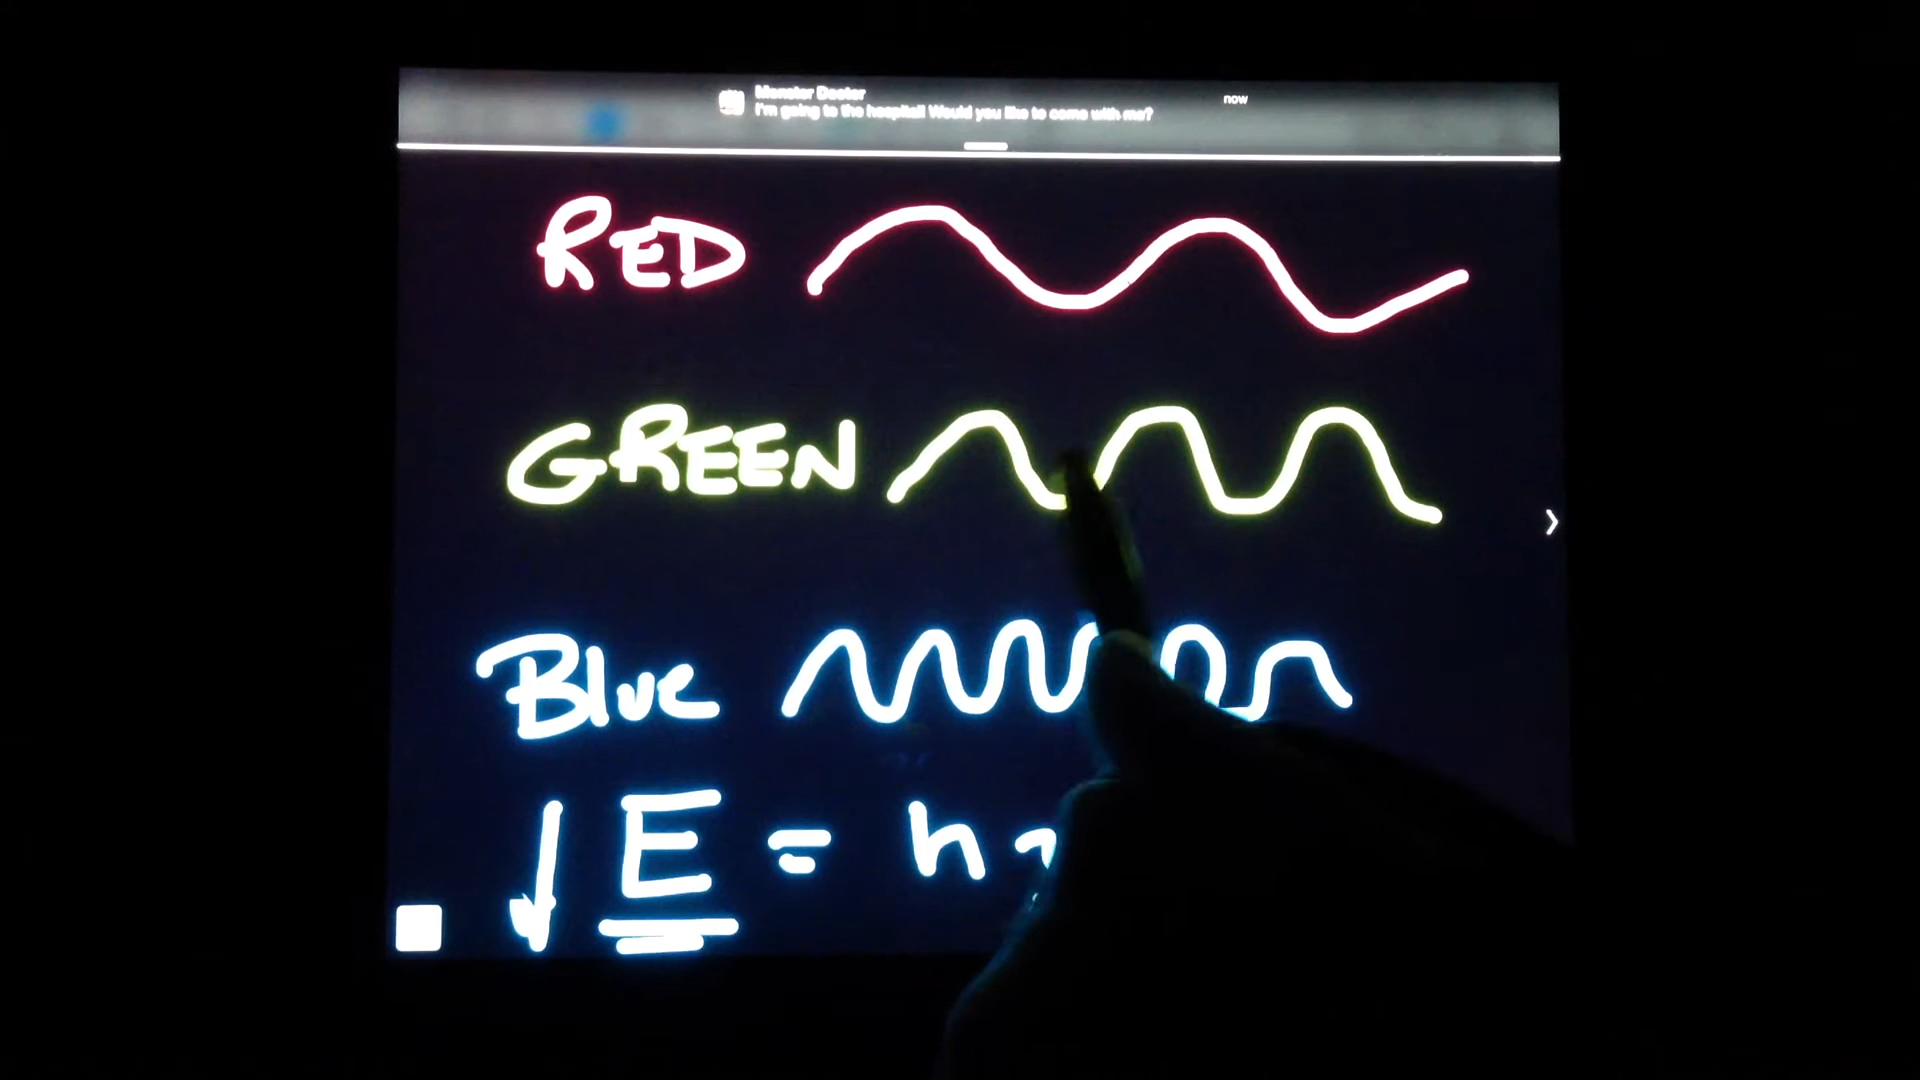 Monster Doctor
now
I'm going to the hospital! Would you like to come with me?
RED
GREEN
Blue
E = h